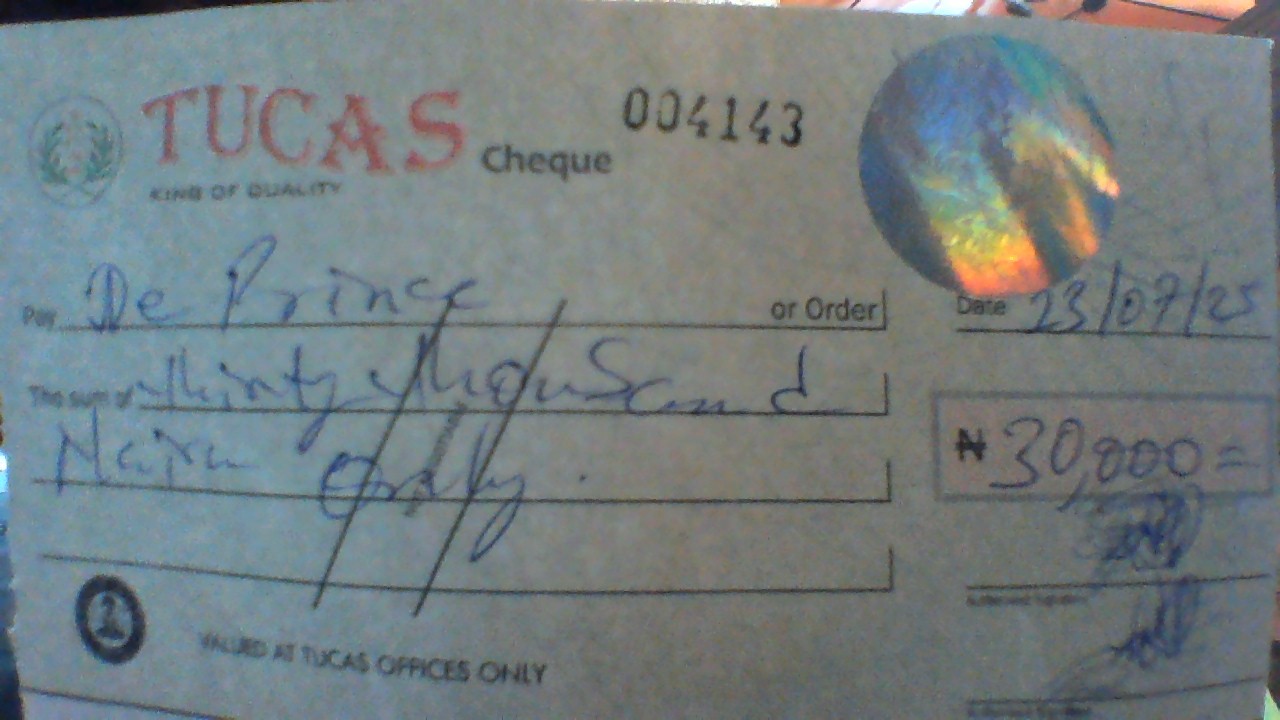 TUCAS Cheque 004143
KING OF QUALITY
Pay De Prince or Order
Date 23/07/25
The sum of Thirty thousand
Naira Only.
₦ 30,000=
VALUED AT TUCAS OFFICES ONLY